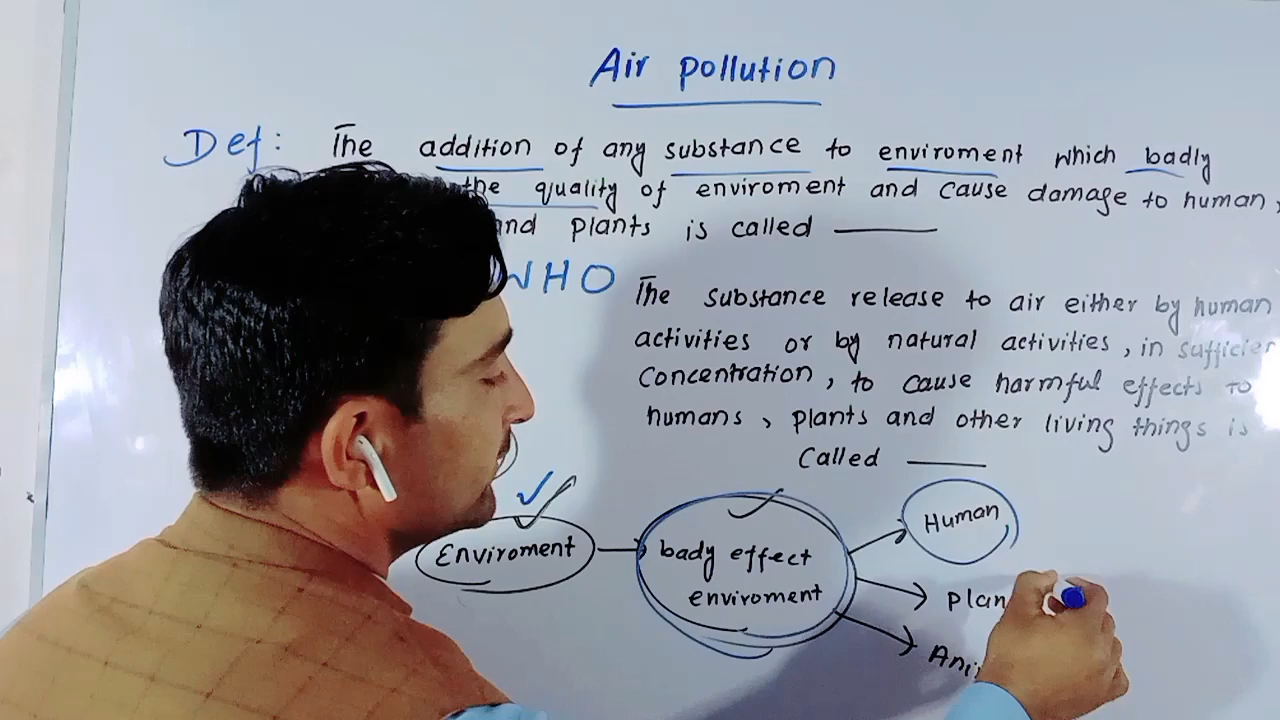 Air pollution
Def: The addition of any substance to enviroment which badly
the quality of enviroment and cause damage to human,
and plants is called
WHO
The substance release to air either by human
activities or by natural activities, in
concentration, to cause harmful effects to
humans, plants and other living things is
Called
Enviroment
bady effect
enviroment
Human
Plan
Ani